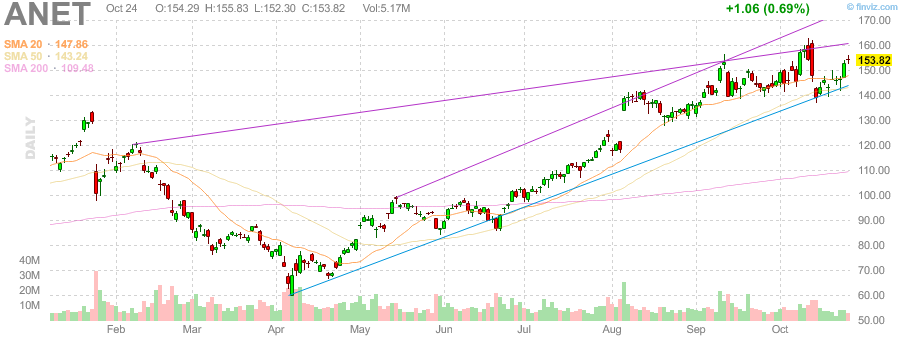 ANET Oct 24 O:154.29 H:155.83 L:152.30 C:153.82 Vol:5.17M +1.06 (0.69%) © finviz.com
SMA 20 · 147.86
SMA 50 · 143.24
SMA 200 · 109.48
DAILY
170.00
160.00
153.82
150.00
140.00
130.00
120.00
110.00
100.00
90.00
80.00
70.00
60.00
50.00
40M
30M
20M
10M
Feb Mar Apr May Jun Jul Aug Sep Oct